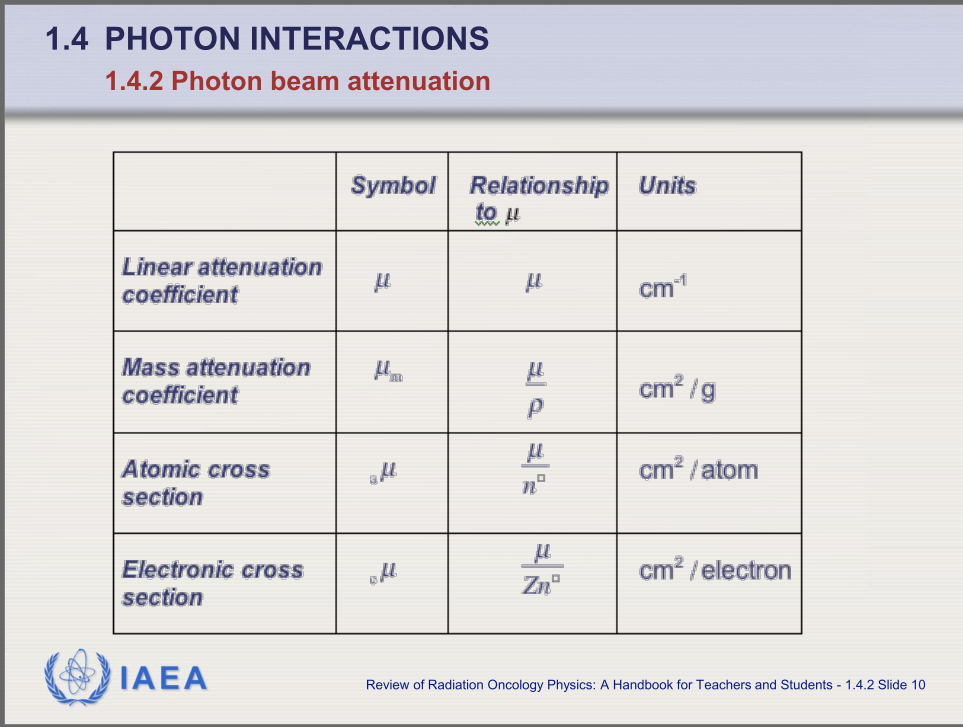 1.4 PHOTON INTERACTIONS
1.4.2 Photon beam attenuation
Symbol Relationship to μ Units
Linear attenuation coefficient μ μ cm⁻¹
Mass attenuation coefficient μₘ μ/ρ cm² / g
Atomic cross section ₐμ μ/n□ cm² / atom
Electronic cross section ₑμ μ/Zn□ cm² / electron
IAEA
Review of Radiation Oncology Physics: A Handbook for Teachers and Students - 1.4.2 Slide 10